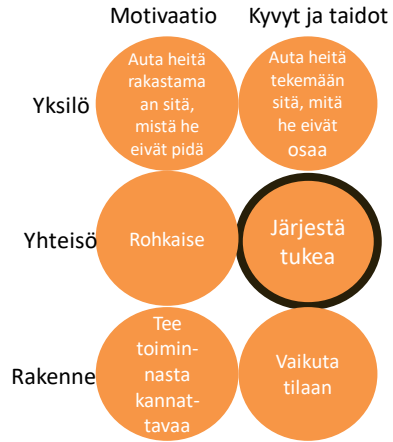 Motivaatio Kyvyt ja taidot
Yksilö
Auta heitä
rakastama
an sitä,
mistä he
eivät pidä
Auta heitä
tekemään
sitä, mitä
he eivät
osaa
Yhteisö
Rohkaise
Järjestä
tukea
Rakenne
Tee
toimin-
nasta
kannat-
tavaa
Vaikuta
tilaan